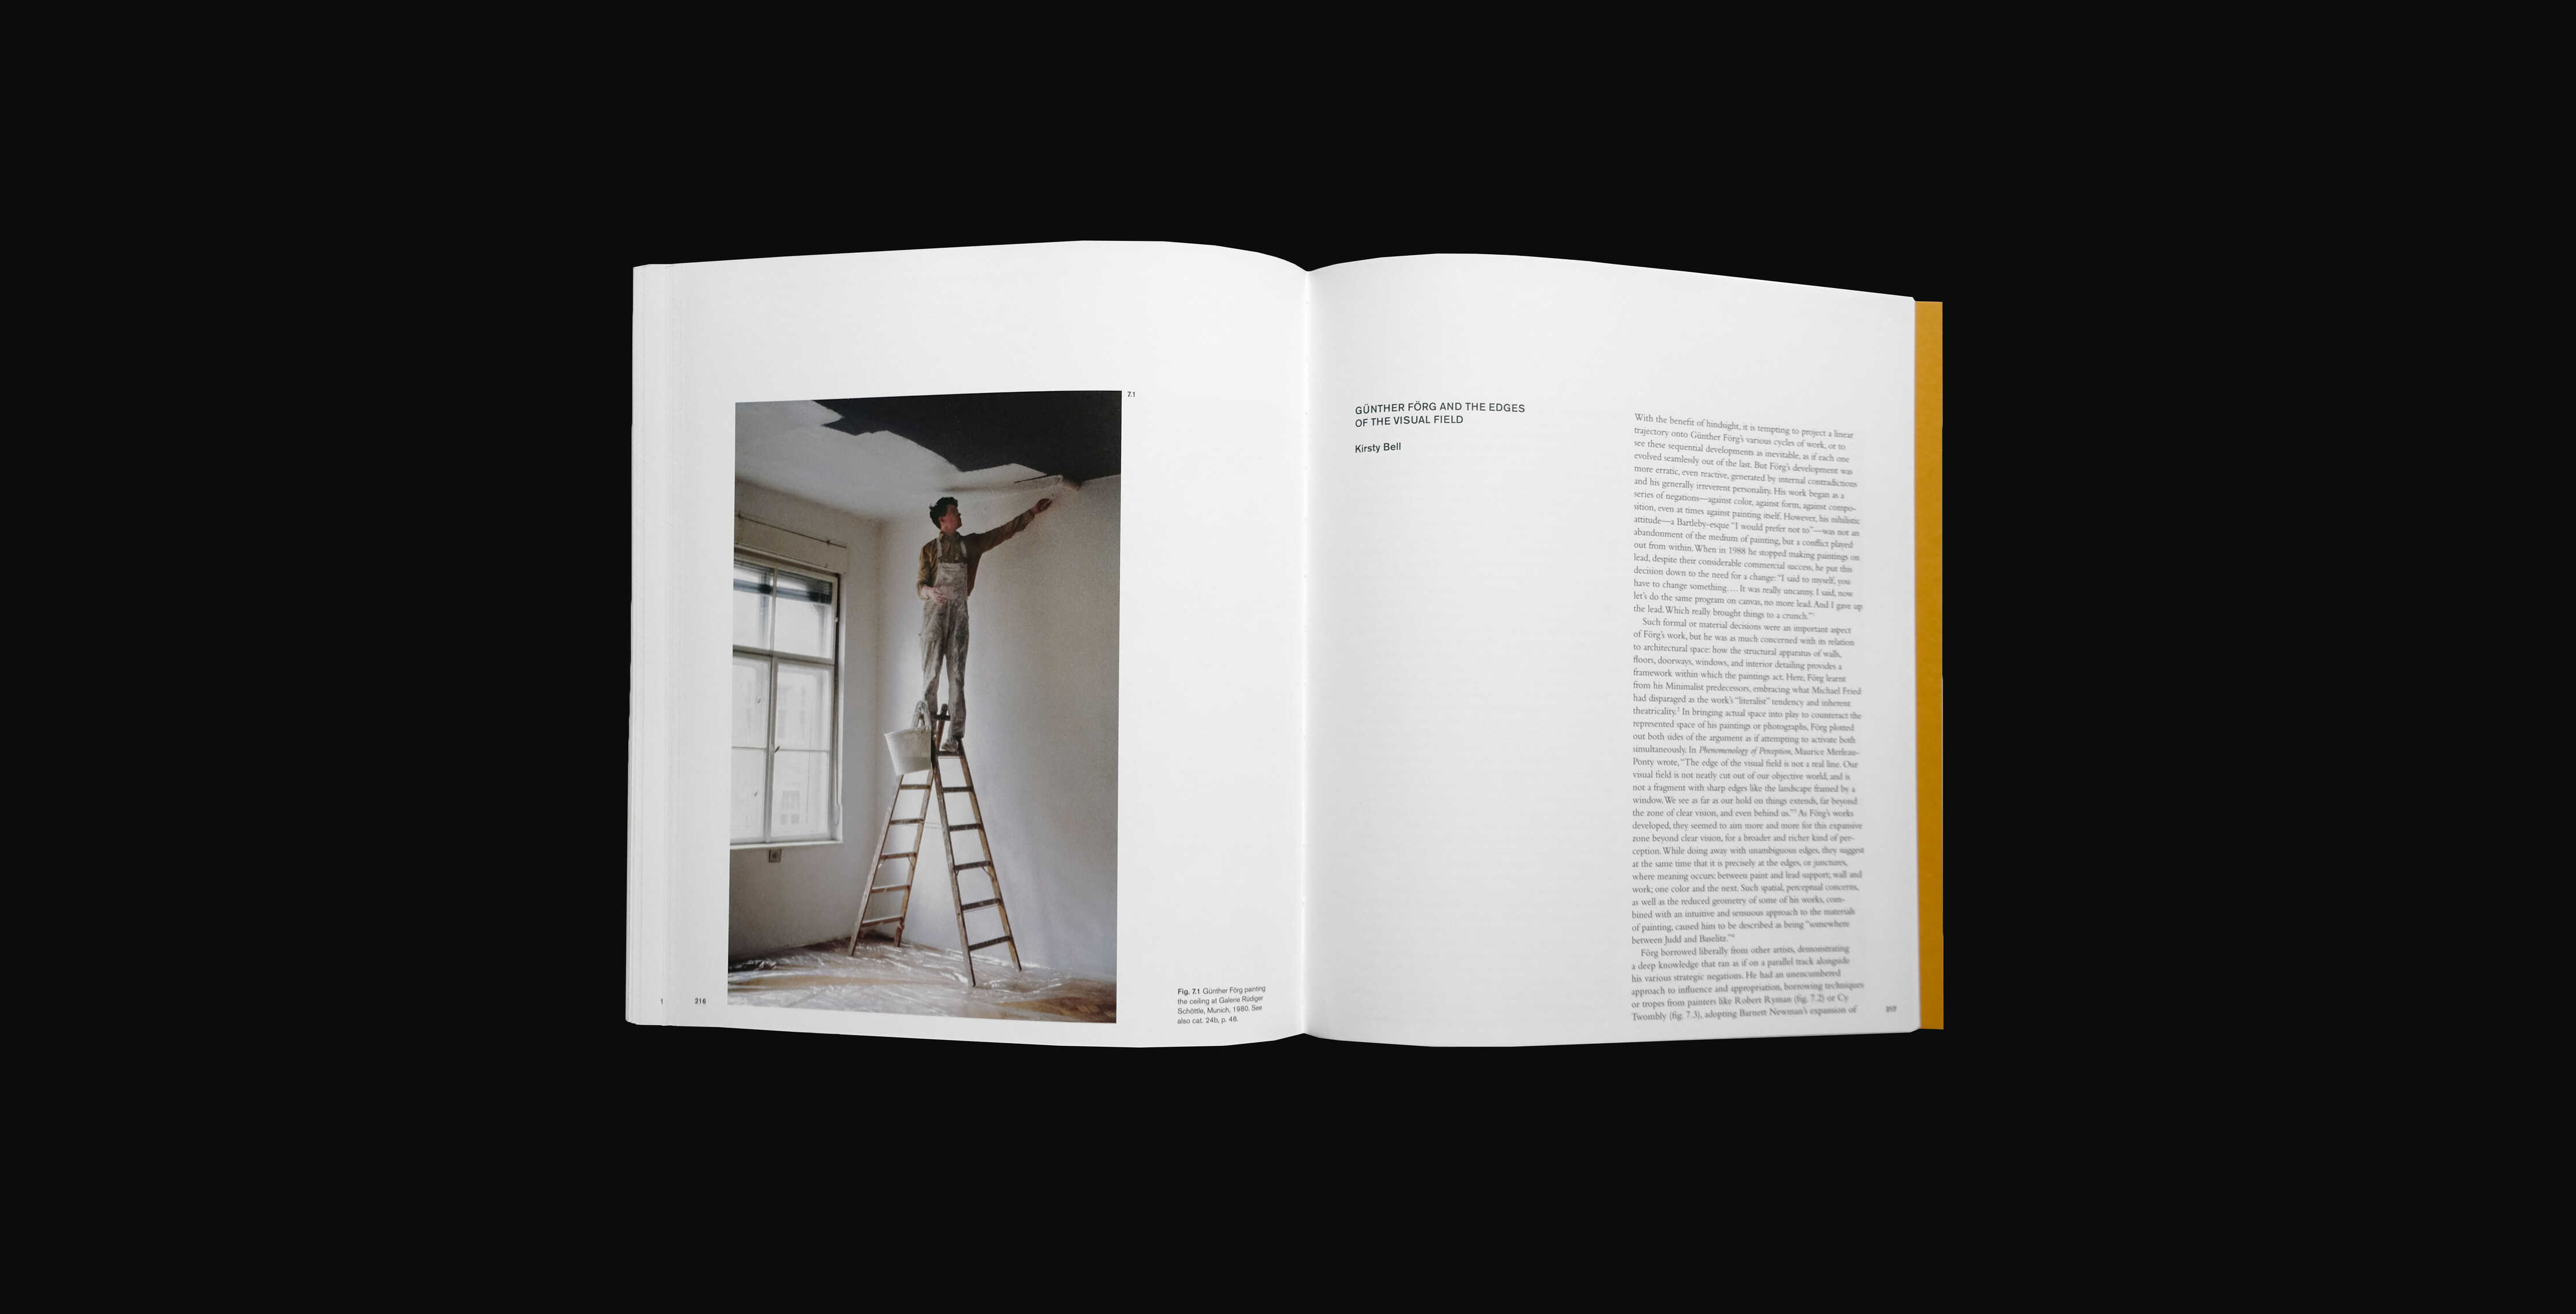 7.1
Fig. 7.1 Günther Förg painting
the ceiling at Galerie Rüdiger
Schöttle, Munich, 1980. See
also cat. 24b, p. 46.
1
216
GÜNTHER FÖRG AND THE EDGES
OF THE VISUAL FIELD
Kirsty Bell
With the benefit of hindsight, it is tempting to project a linear
trajectory onto Günther Förg's various cycles of work, or to
see these sequential developments as inevitable, as if each one
evolved seamlessly out of the last. But Förg's development was
more erratic, even reactive, generated by internal contradictions
and his generally irreverent personality. His work began as a
series of negations—against color, against form, against compo-
sition, even at times against painting itself. However, his nihilistic
attitude—a Bartleby-esque "I would prefer not to"—was not an
abandonment of the medium of painting, but a conflict played
out from within. When in 1988 he stopped making paintings on
lead, despite their considerable commercial success, he put this
decision down to the need for a change: "I said to myself, you
have to change something.… It was really uncanny. I said, now
let's do the same program on canvas, no more lead. And I gave up
the lead. Which really brought things to a crunch."
Such formal or material decisions were an important aspect
of Förg's work, but he was as much concerned with its relation
to architectural space: how the structural apparatus of walls,
floors, doorways, windows, and interior detailing provides a
framework within which the paintings act. Here, Förg learnt
from his Minimalist predecessors, embracing what Michael Fried
had disparaged as the work's "literalist" tendency and inherent
theatricality.² In bringing actual space into play to counteract the
represented space of his paintings or photographs, Förg plotted
out both sides of the argument as if attempting to activate both
simultaneously. In Phenomenology of Perception, Maurice Merleau-
Ponty wrote, "The edge of the visual field is not a real line. Our
visual field is not neatly cut out of our objective world, and is
not a fragment with sharp edges like the landscape framed by a
window. We see as far as our hold on things extends, far beyond
the zone of clear vision, and even behind us."³ As Förg's works
developed, they seemed to aim more and more for this expansive
zone beyond clear vision, for a broader and richer kind of per-
ception. While doing away with unambiguous edges, they suggest
at the same time that it is precisely at the edges, or junctures,
where meaning occurs: between paint and lead support; wall and
work; one color and the next. Such spatial, perceptual concerns,
as well as the reduced geometry of some of his works, com-
bined with an intuitive and sensuous approach to the materials
of painting, caused him to be described as being "somewhere
between Judd and Baselitz."⁴
Förg borrowed liberally from other artists, demonstrating
a deep knowledge that ran as if on a parallel track alongside
his various strategic negations. He had an unencumbered
approach to influence and appropriation, borrowing techniques
or tropes from painters like Robert Ryman (fig. 7.2) or Cy
Twombly (fig. 7.3), adopting Barnett Newman's expansion of